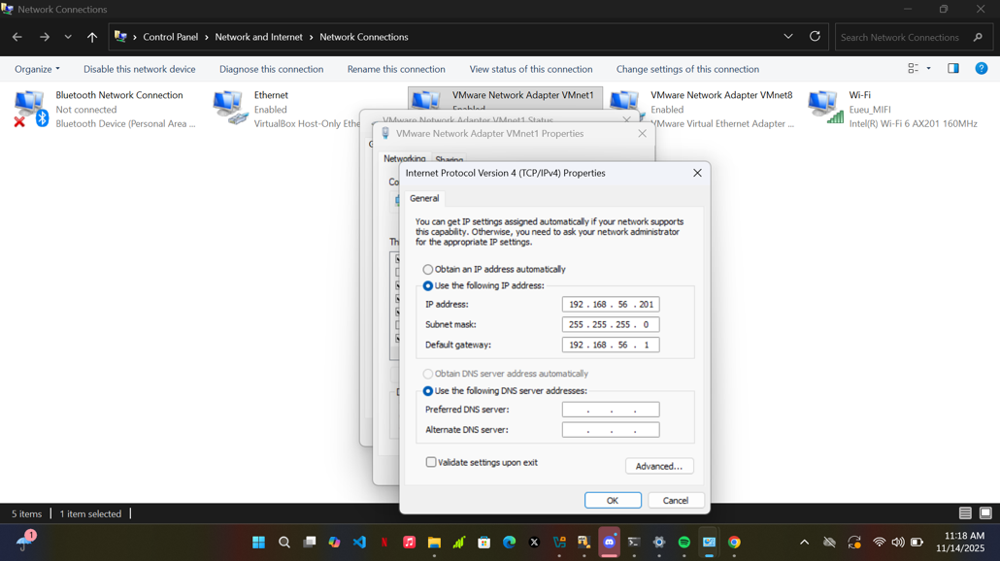 Network Connections
Control Panel › Network and Internet › Network Connections
Search Network Connections
Organize
Disable this network device
Diagnose this connection
Rename this connection
View status of this connection
Change settings of this connection
Bluetooth Network Connection
Not connected
Bluetooth Device (Personal Area ...
Ethernet
Enabled
VirtualBox Host-Only Ethe
VMware Network Adapter VMnet1
VMware Network Adapter VMnet8
Enabled
VMware Virtual Ethernet Adapter ...
Wi-Fi
Eueu_MIFI
Intel(R) Wi-Fi 6 AX201 160MHz
VMware Network Adapter VMnet1 Status
VMware Network Adapter VMnet1 Properties
Networking
Sharing
Co
Th
Internet Protocol Version 4 (TCP/IPv4) Properties
General
You can get IP settings assigned automatically if your network supports
this capability. Otherwise, you need to ask your network administrator
for the appropriate IP settings.
Obtain an IP address automatically
Use the following IP address:
IP address: 192 . 168 . 56 . 201
Subnet mask: 255 . 255 . 255 . 0
Default gateway: 192 . 168 . 56 . 1
Obtain DNS server address automatically
Use the following DNS server addresses:
Preferred DNS server: . . .
Alternate DNS server: . . .
Validate settings upon exit
Advanced...
OK
Cancel
5 items
1 item selected
1
11:18 AM
11/14/2025